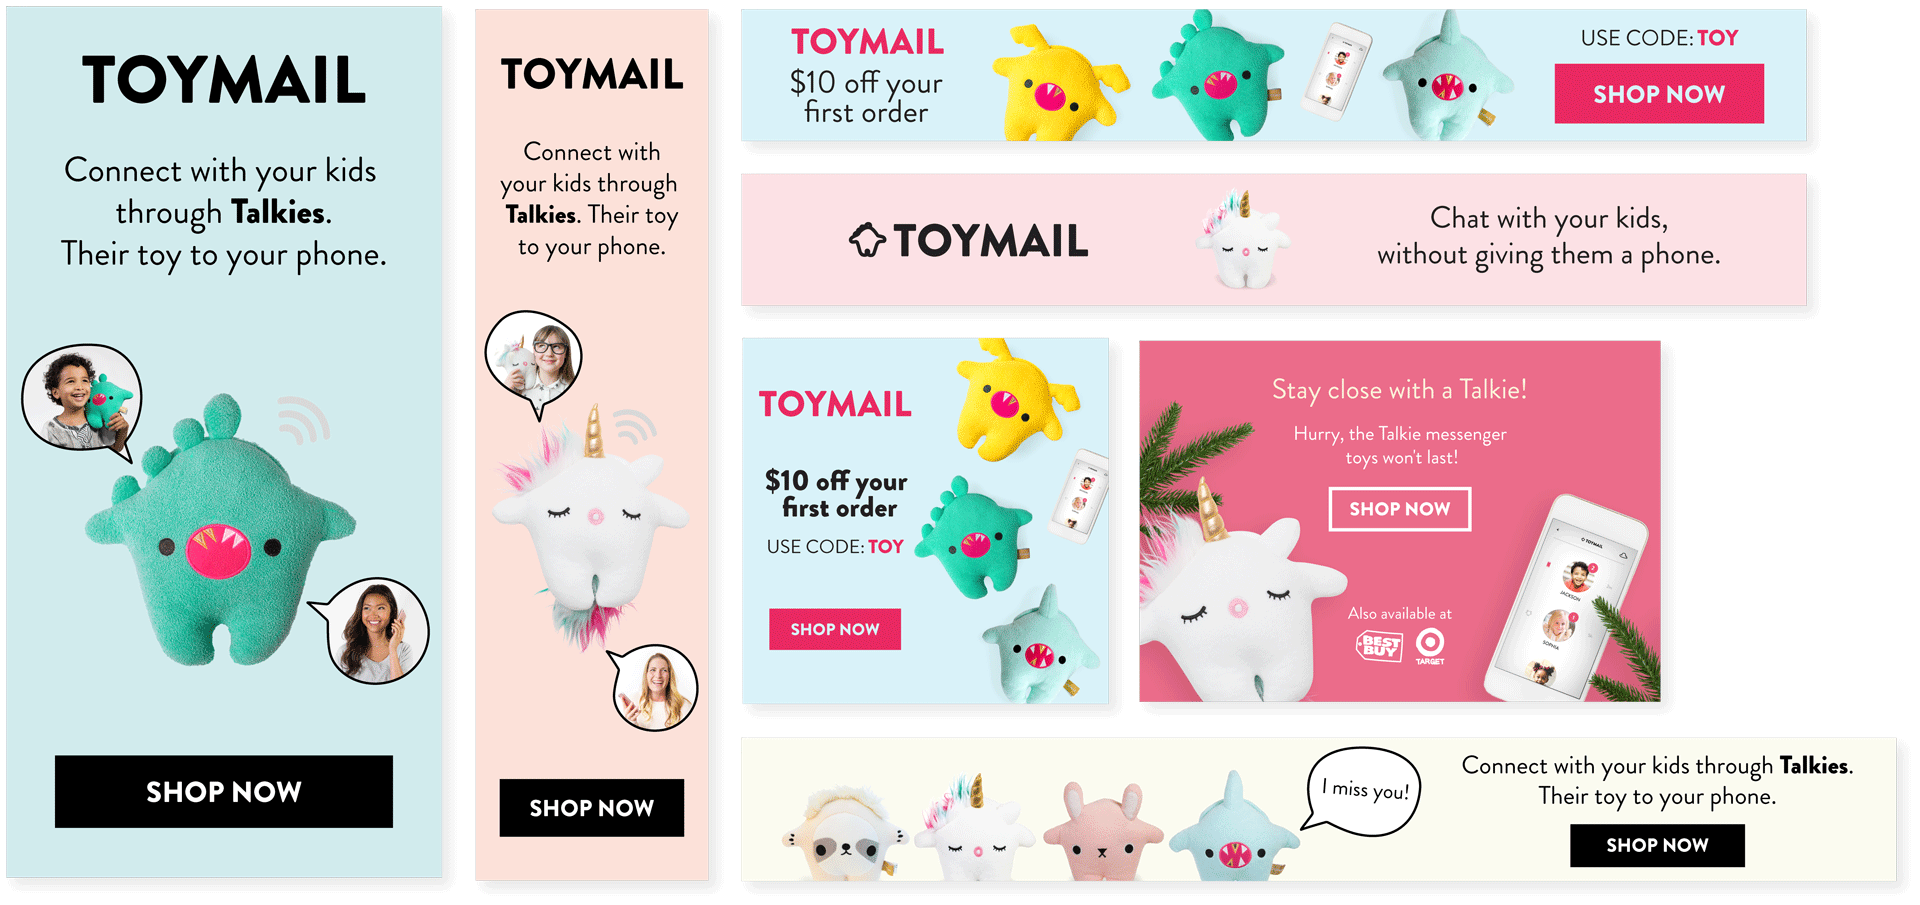 TOYMAIL
Connect with your kids
through Talkies.
Their toy to your phone.
SHOP NOW
TOYMAIL
Connect with
your kids through
Talkies. Their toy
to your phone.
SHOP NOW
TOYMAIL
$10 off your
first order
USE CODE: TOY
SHOP NOW
TOYMAIL
Chat with your kids,
without giving them a phone.
TOYMAIL
$10 off your
first order
USE CODE: TOY
SHOP NOW
Stay close with a Talkie!
Hurry, the Talkie messenger
toys won't last!
SHOP NOW
Also available at
BEST
BUY
TARGET
TOYMAIL
2
JACKSON
1
SOPHIA
I miss you!
Connect with your kids through Talkies.
Their toy to your phone.
SHOP NOW